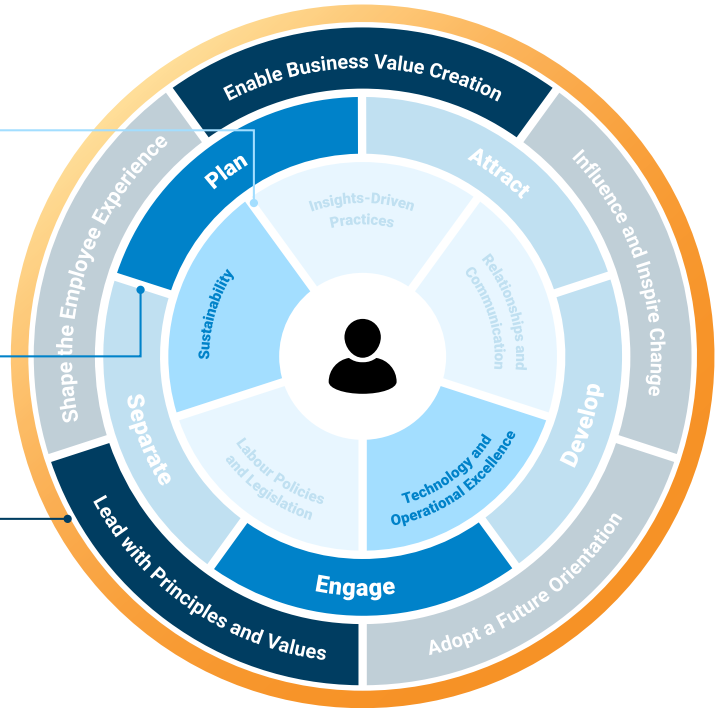 Enable Business Value Creation
Influence and Inspire Change
Adopt a Future Orientation
Lead with Principles and Values
Shape the Employee Experience
Plan
Attract
Develop
Engage
Separate
Insights-Driven
Practices
Relationships and
Communication
Technology and
Operational Excellence
Labour Policies
and Legislation
Sustainability